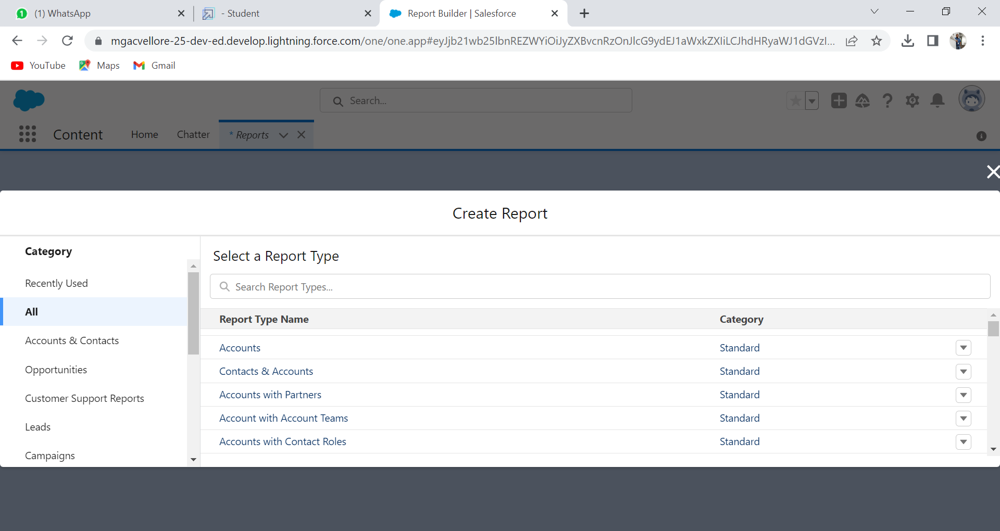 1 (1) WhatsApp
- Student
Report Builder | Salesforce
mgacvellore-25-dev-ed.develop.lightning.force.com/one/one.app#eyJjb21wb25lbnREZWYiOiJyZXBvcnRzOnJlcG9ydEJ1aWxkZXIiLCJhdHRyaWJ1dGVzI...
YouTube
Maps
Gmail
Search...
Content
Home
Chatter
* Reports
Create Report
Category
Recently Used
All
Accounts & Contacts
Opportunities
Customer Support Reports
Leads
Campaigns
Select a Report Type
Search Report Types...
Report Type Name Category
Accounts Standard
Contacts & Accounts Standard
Accounts with Partners Standard
Account with Account Teams Standard
Accounts with Contact Roles Standard